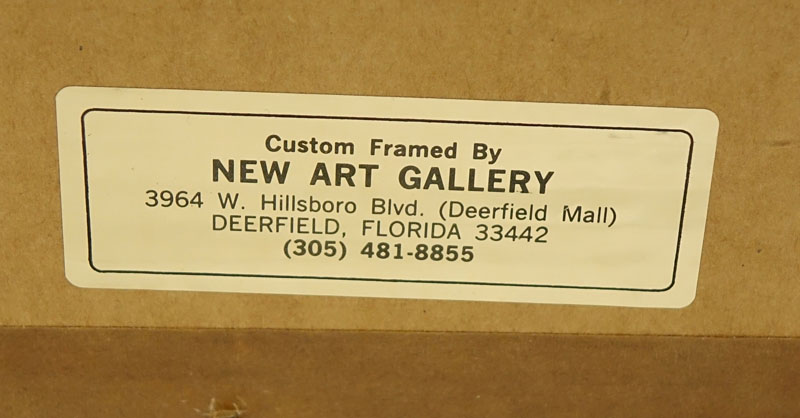 Custom Framed By
NEW ART GALLERY
3964 W. Hillsboro Blvd. (Deerfield Mall)
DEERFIELD, FLORIDA 33442
(305) 481-8855